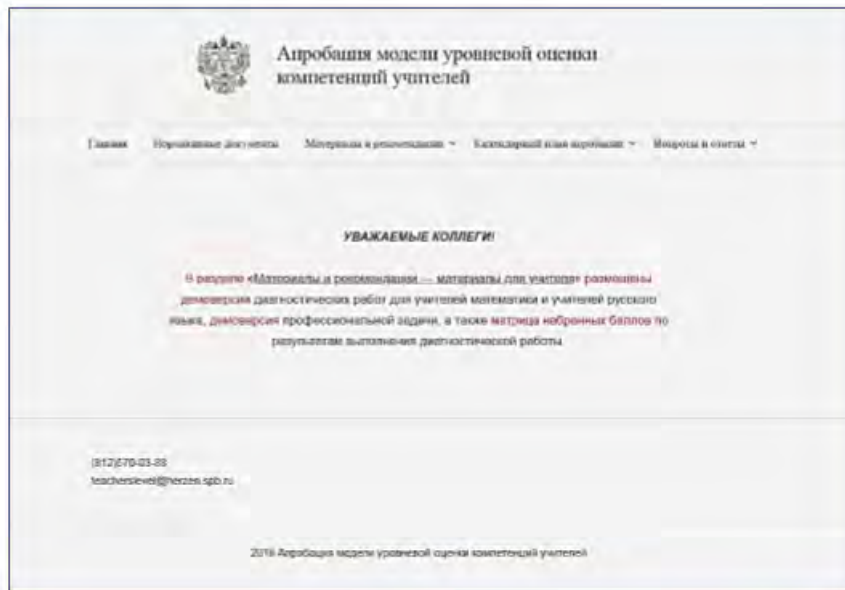 Апробация модели уровневой оценки
компетенций учителей
Главная Нормативные документы Материалы и рекомендации Календарный план апробации Вопросы и ответы
УВАЖАЕМЫЕ КОЛЛЕГИ!
В разделе «Материалы и рекомендации — материалы для учителя» размещены
демоверсия диагностических работ для учителей математики и учителей русского
языка, демоверсия профессиональной задачи, а также матрица набранных баллов по
результатам выполнения диагностической работы
teacherslevel@herzen.spb.ru
Апробация модели уровневой оценки компетенций учителей